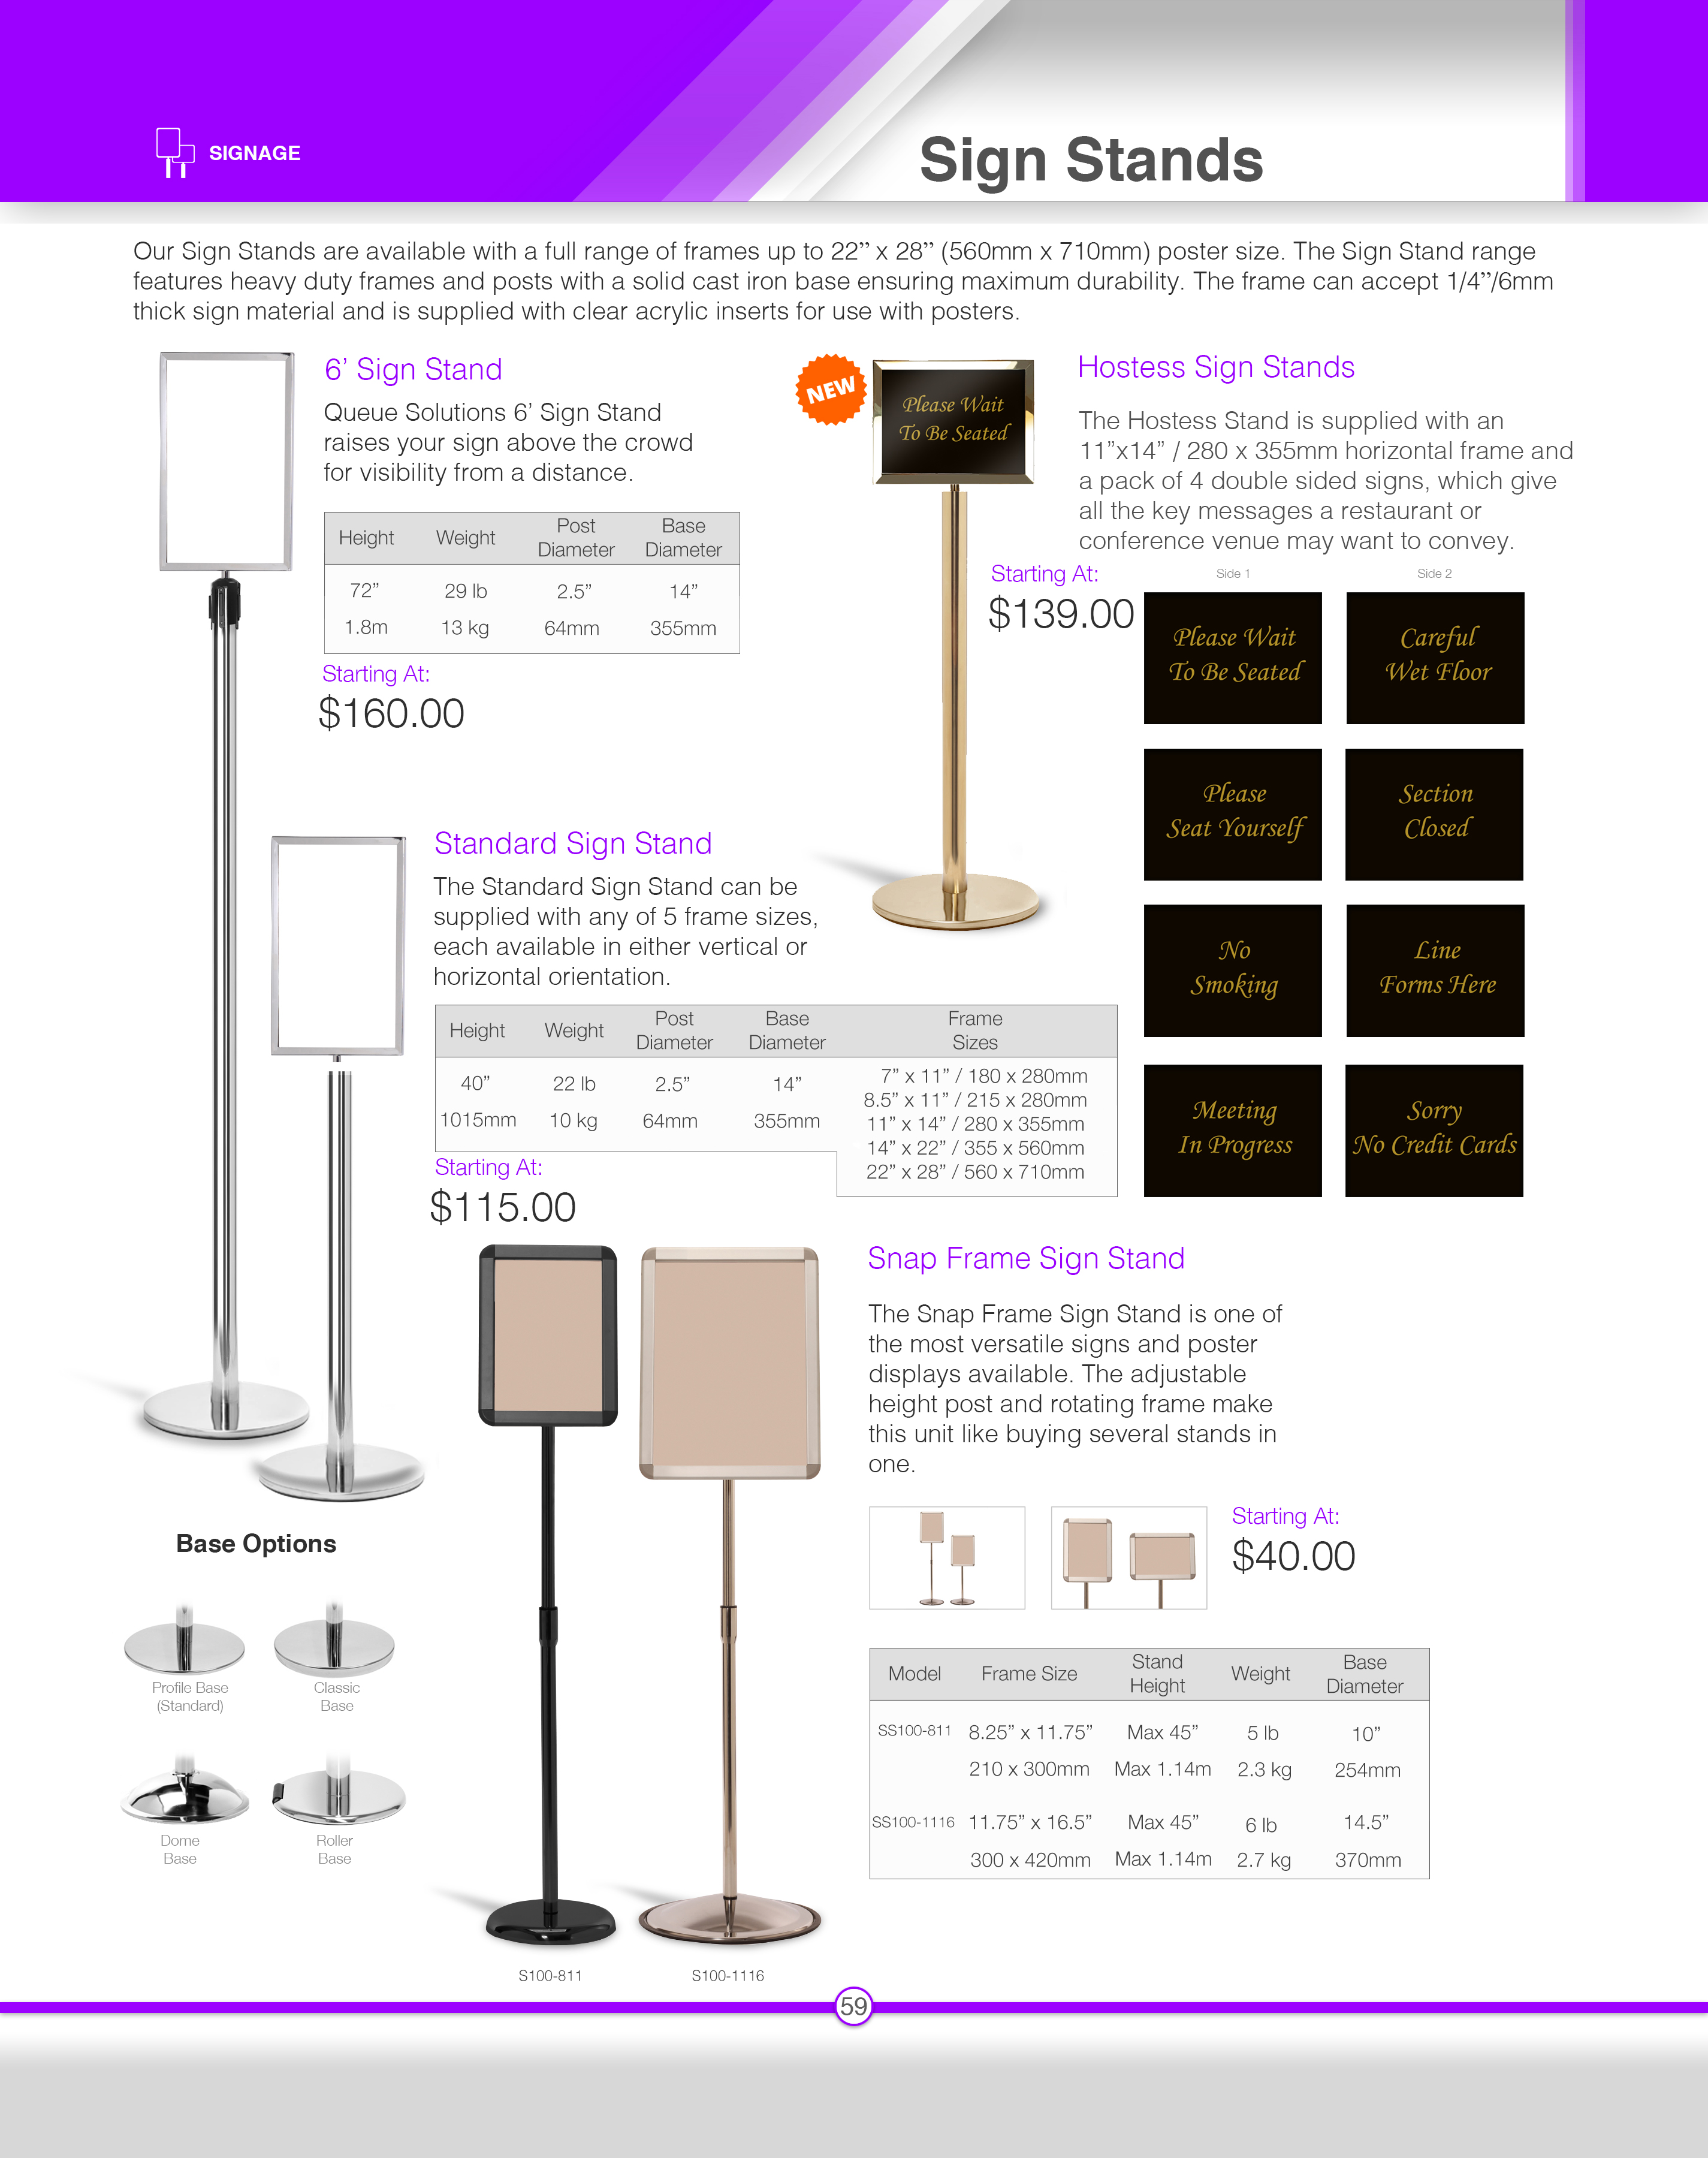 SIGNAGE
Sign Stands
Our Sign Stands are available with a full range of frames up to 22” x 28” (560mm x 710mm) poster size. The Sign Stand range
features heavy duty frames and posts with a solid cast iron base ensuring maximum durability. The frame can accept 1/4”/6mm
thick sign material and is supplied with clear acrylic inserts for use with posters.
6’ Sign Stand
Queue Solutions 6’ Sign Stand
raises your sign above the crowd
for visibility from a distance.
Height Weight Post Diameter Base Diameter
72” 29 lb 2.5” 14”
1.8m 13 kg 64mm 355mm
Starting At:
$160.00
NEW
Please Wait
To Be Seated
Hostess Sign Stands
The Hostess Stand is supplied with an
11”x14” / 280 x 355mm horizontal frame and
a pack of 4 double sided signs, which give
all the key messages a restaurant or
conference venue may want to convey.
Starting At:
$139.00
Side 1 Side 2
Please Wait
To Be Seated
Careful
Wet Floor
Please
Seat Yourself
Section
Closed
No
Smoking
Line
Forms Here
Meeting
In Progress
Sorry
No Credit Cards
Standard Sign Stand
The Standard Sign Stand can be
supplied with any of 5 frame sizes,
each available in either vertical or
horizontal orientation.
Height Weight Post Diameter Base Diameter Frame Sizes
40” 22 lb 2.5” 14”
1015mm 10 kg 64mm 355mm
7” x 11” / 180 x 280mm
8.5” x 11” / 215 x 280mm
11” x 14” / 280 x 355mm
14” x 22” / 355 x 560mm
22” x 28” / 560 x 710mm
Starting At:
$115.00
Snap Frame Sign Stand
The Snap Frame Sign Stand is one of
the most versatile signs and poster
displays available. The adjustable
height post and rotating frame make
this unit like buying several stands in
one.
Starting At:
$40.00
Model Frame Size Stand Height Weight Base Diameter
SS100-811 8.25” x 11.75” Max 45” 5 lb 10”
210 x 300mm Max 1.14m 2.3 kg 254mm
SS100-1116 11.75” x 16.5” Max 45” 6 lb 14.5”
300 x 420mm Max 1.14m 2.7 kg 370mm
Base Options
Profile Base
(Standard)
Classic
Base
Dome
Base
Roller
Base
S100-811 S100-1116
59